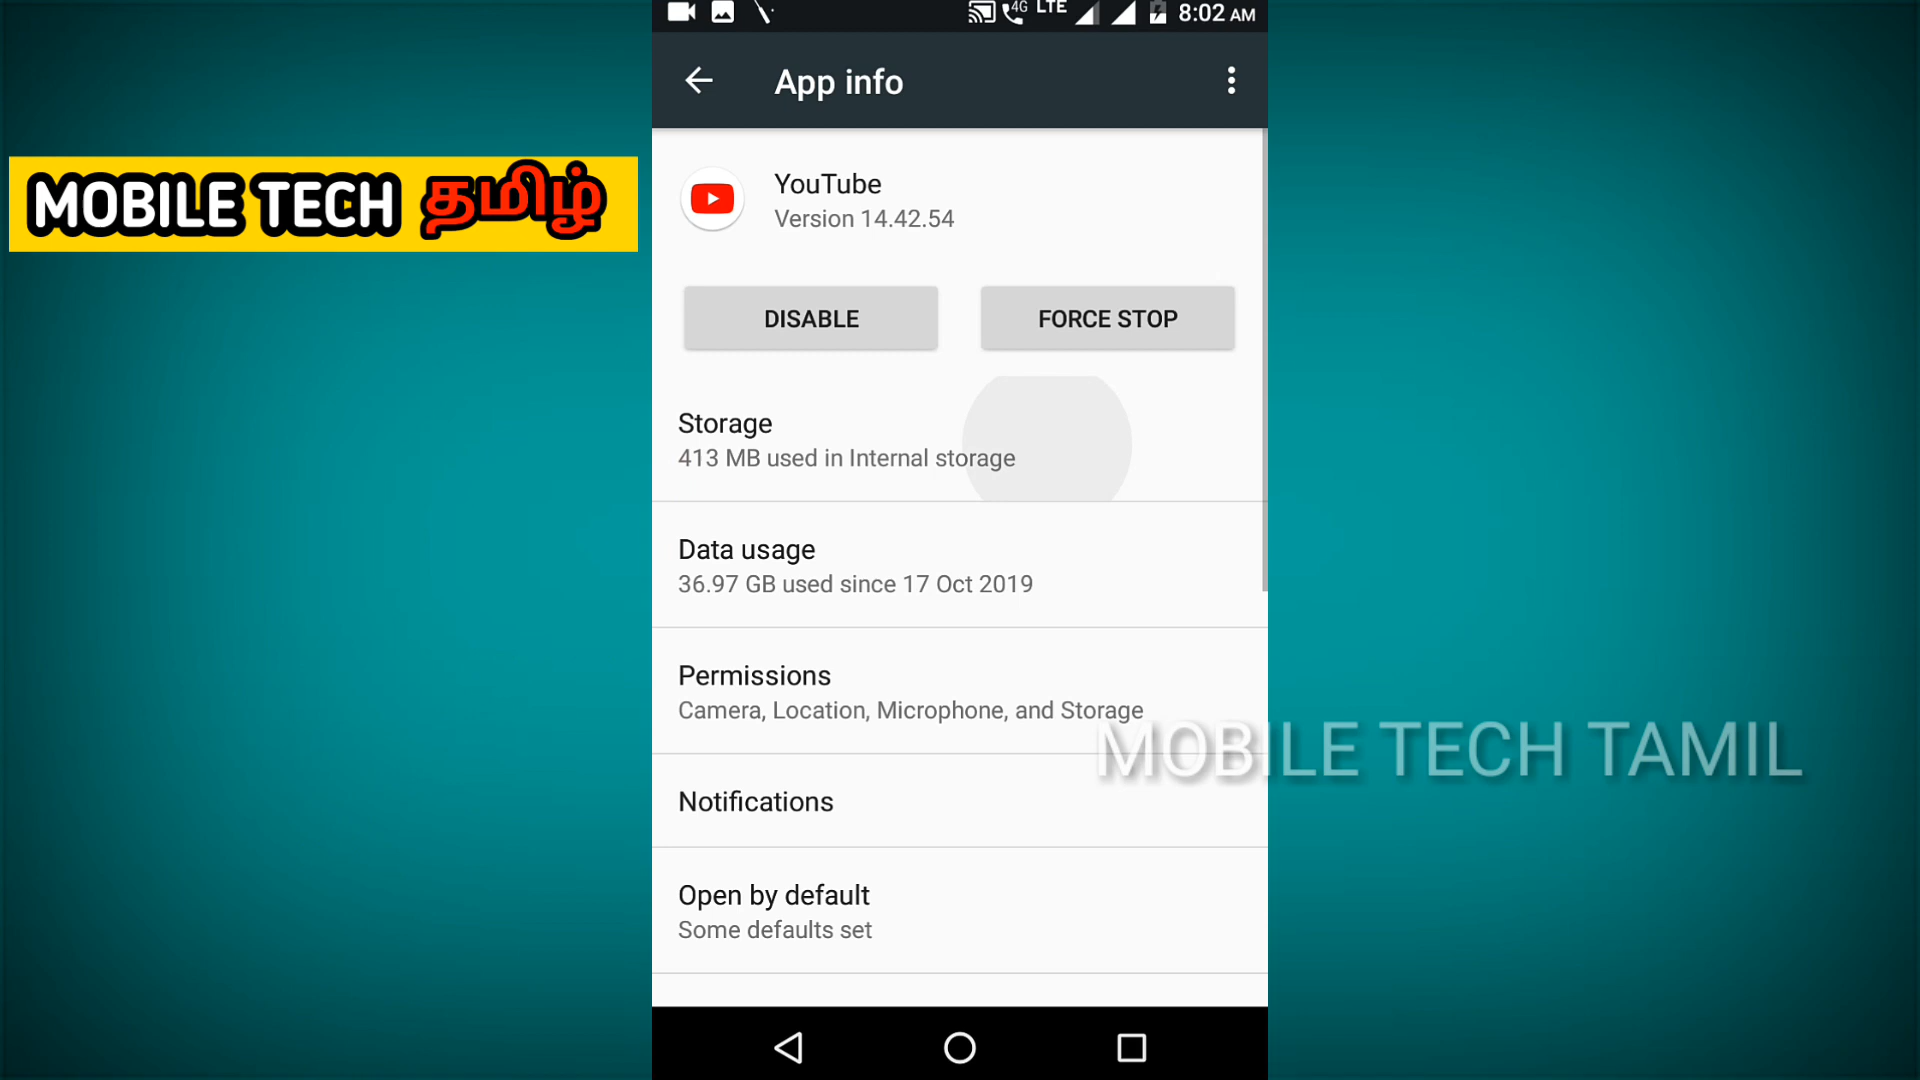 4G LTE 8:02 AM
App info
MOBILE TECH தமிழ்
YouTube
Version 14.42.54
DISABLE
FORCE STOP
Storage
413 MB used in Internal storage
Data usage
36.97 GB used since 17 Oct 2019
Permissions
Camera, Location, Microphone, and Storage
MOBILE TECH TAMIL
Notifications
Open by default
Some defaults set